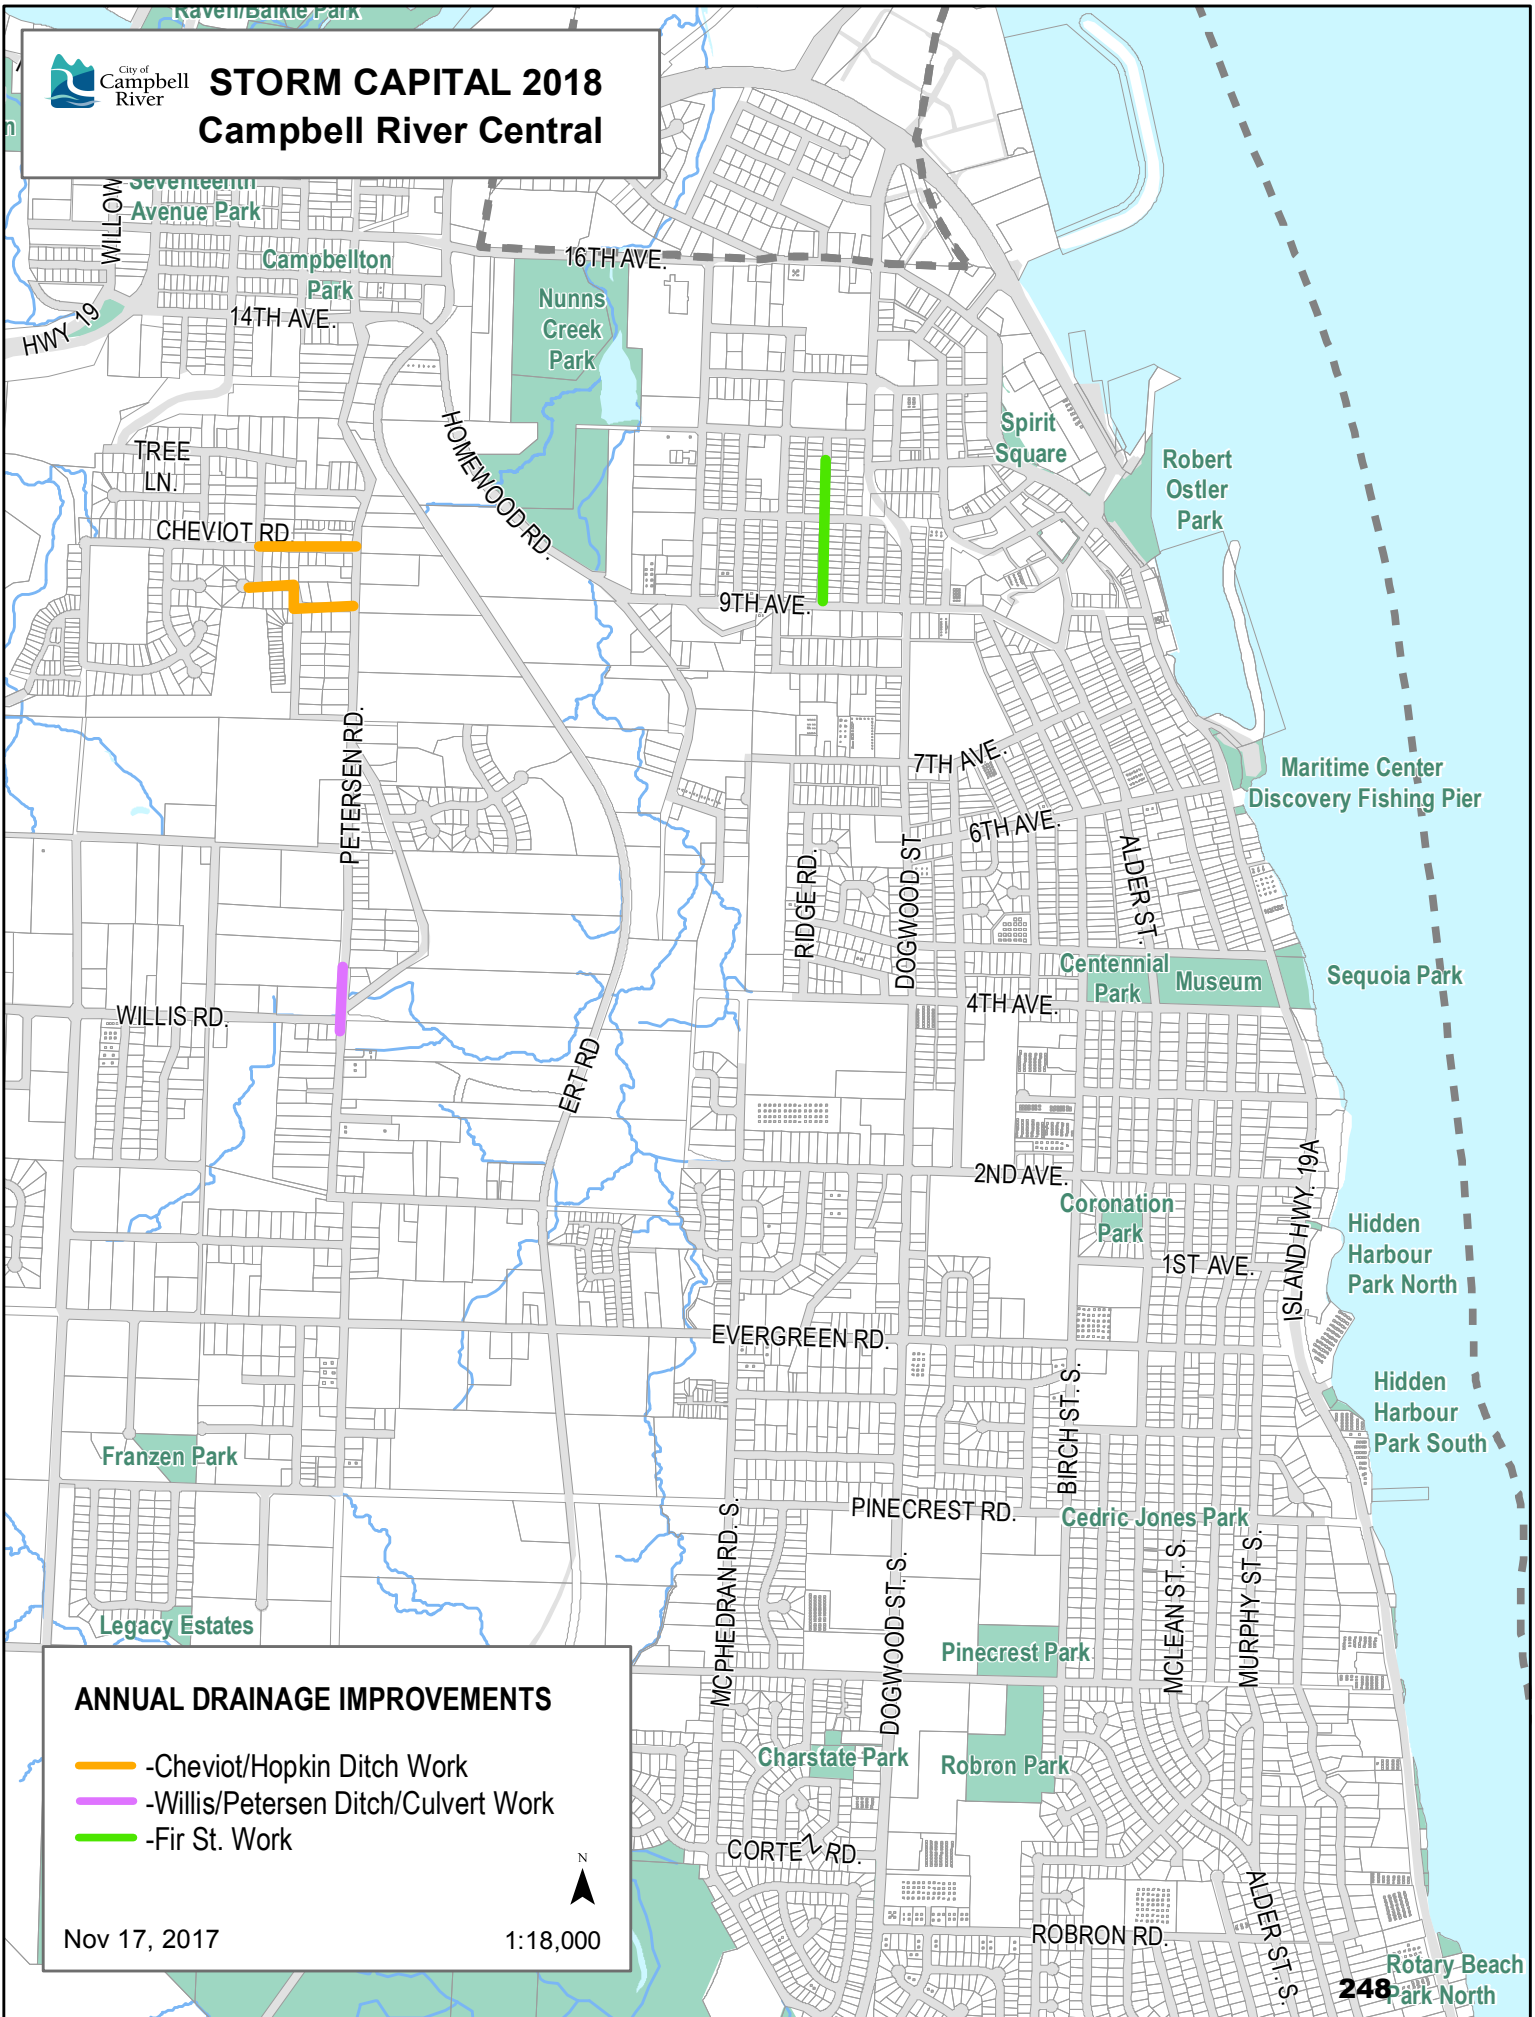 Raven/Baikie Park
City of
Campbell
River
STORM CAPITAL 2018
Campbell River Central
Seventeenth
Avenue Park
WILLOW
Campbellton
Park
16TH AVE.
Nunns
Creek
Park
HWY 19
14TH AVE.
HOMEWOOD RD.
Spirit
Square
TREE
LN.
Robert
Ostler
Park
CHEVIOT RD
9TH AVE.
PETERSEN RD.
7TH AVE.
Maritime Center
Discovery Fishing Pier
6TH AVE.
ALDER ST.
RIDGE RD.
DOGWOOD ST
Centennial
Park
Museum
Sequoia Park
4TH AVE.
WILLIS RD.
ERT RD
2ND AVE.
Coronation
Park
ISLAND HWY. 19A
Hidden
Harbour
Park North
1ST AVE.
EVERGREEN RD.
BIRCH ST. S.
Hidden
Harbour
Park South
Franzen Park
PINECREST RD.
Cedric Jones Park
MCPHEDRAN RD. S.
DOGWOOD ST. S.
MCLEAN ST. S.
MURPHY ST S.
Legacy Estates
Pinecrest Park
Charstate Park
Robron Park
CORTEZ RD.
ROBRON RD.
ALDER ST. S.
Rotary Beach
Park North
ANNUAL DRAINAGE IMPROVEMENTS
-Cheviot/Hopkin Ditch Work
-Willis/Petersen Ditch/Culvert Work
-Fir St. Work
N
Nov 17, 2017
1:18,000
248